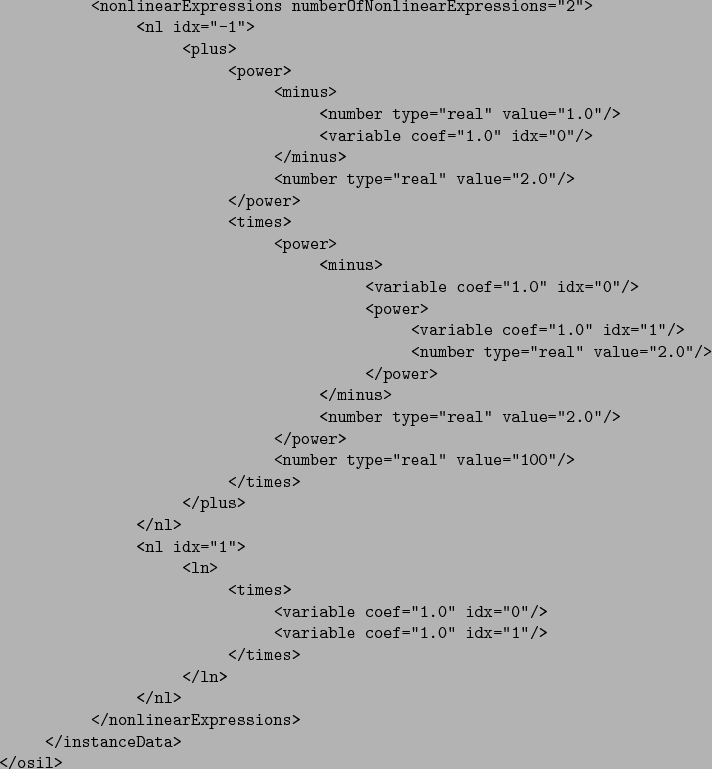 <nonlinearExpressions numberOfNonlinearExpressions="2">
<nl idx="-1">
<plus>
<power>
<minus>
<number type="real" value="1.0"/>
<variable coef="1.0" idx="0"/>
</minus>
<number type="real" value="2.0"/>
</power>
<times>
<power>
<minus>
<variable coef="1.0" idx="0"/>
<power>
<variable coef="1.0" idx="1"/>
<number type="real" value="2.0"/>
</power>
</minus>
<number type="real" value="2.0"/>
</power>
<number type="real" value="100"/>
</times>
</plus>
</nl>
<nl idx="1">
<ln>
<times>
<variable coef="1.0" idx="0"/>
<variable coef="1.0" idx="1"/>
</times>
</ln>
</nl>
</nonlinearExpressions>
</instanceData>
</osil>